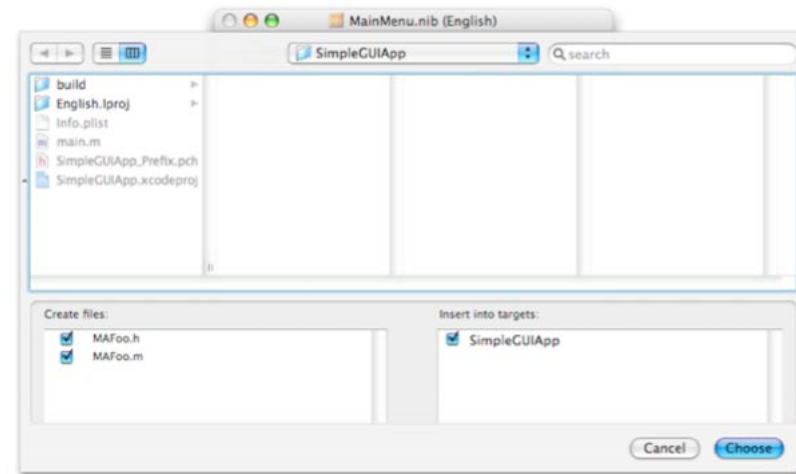 MainMenu.nib (English)
SimpleGUIApp
search
build
English.lproj
Info.plist
main.m
SimpleGUIApp_Prefix.pch
SimpleGUIApp.xcodeproj
Create files:
MAFoo.h
MAFoo.m
Insert into targets:
SimpleGUIApp
Cancel
Choose